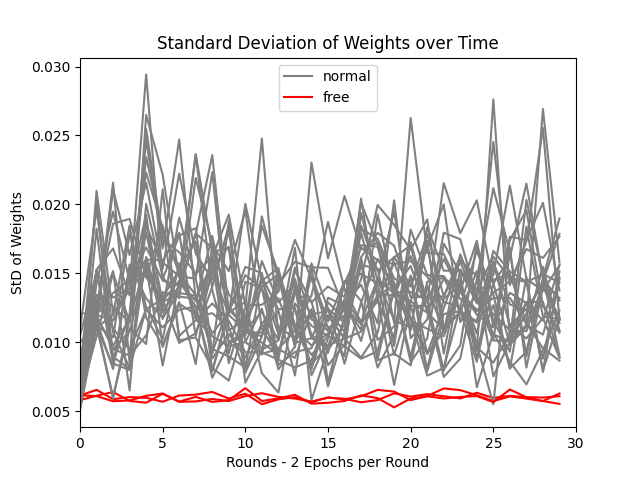 Standard Deviation of Weights over Time
normal
free
StD of Weights
0.030
0.025
0.020
0.015
0.010
0.005
0 5 10 15 20 25 30
Rounds - 2 Epochs per Round